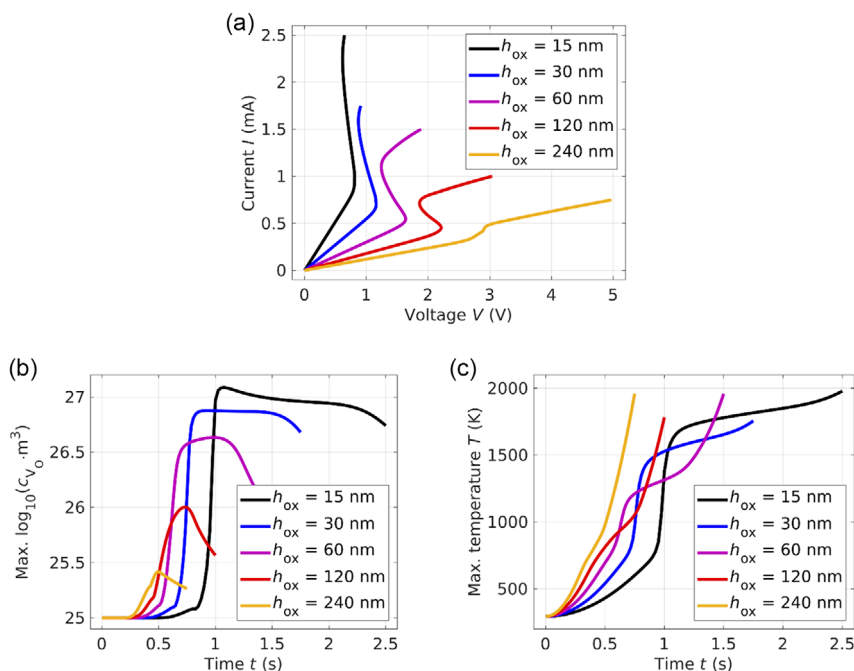 (a)
2.5
2
1.5
1
0.5
0
Current I (mA)
h_ox = 15 nm
h_ox = 30 nm
h_ox = 60 nm
h_ox = 120 nm
h_ox = 240 nm
0 1 2 3 4 5
Voltage V (V)
(b)
27
26.5
26
25.5
25
Max. log₁₀(c_V_O · m³)
h_ox = 15 nm
h_ox = 30 nm
h_ox = 60 nm
h_ox = 120 nm
h_ox = 240 nm
0 0.5 1 1.5 2 2.5
Time t (s)
(c)
2000
1500
1000
500
Max. temperature T (K)
h_ox = 15 nm
h_ox = 30 nm
h_ox = 60 nm
h_ox = 120 nm
h_ox = 240 nm
0 0.5 1 1.5 2 2.5
Time t (s)